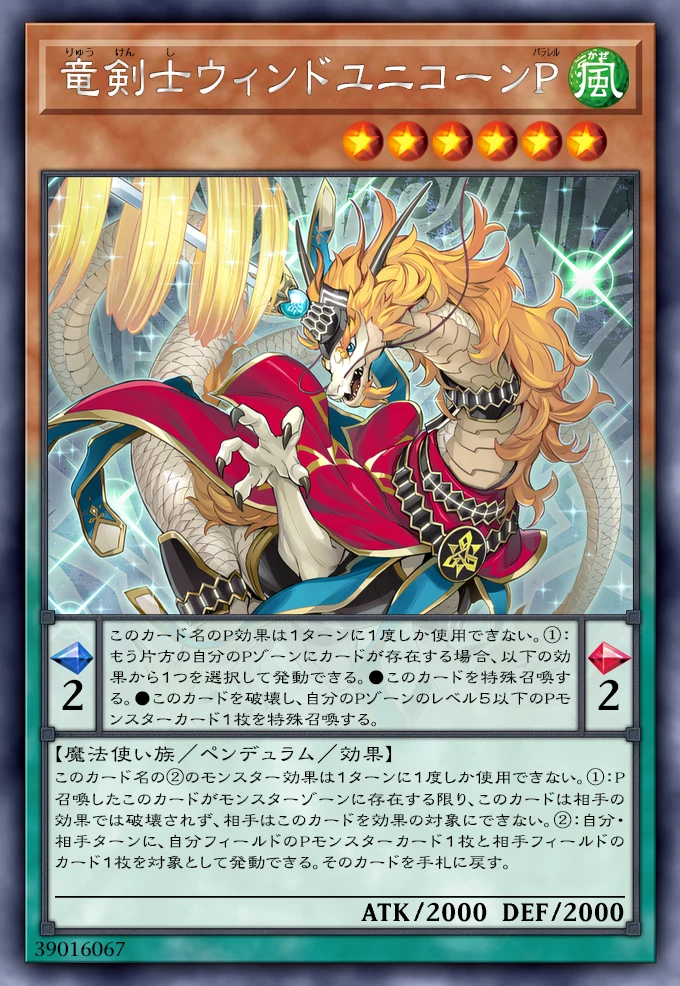 りゅう けん し パラレル
竜剣士ウィンドユニコーンP
かぜ
風
このカード名のP効果は1ターンに1度しか使用できない。①：
もう片方の自分のPゾーンにカードが存在する場合、以下の効
果から1つを選択して発動できる。●このカードを特殊召喚す
る。●このカードを破壊し、自分のPゾーンのレベル５以下のPモ
ンスターカード1枚を特殊召喚する。
2
2
【魔法使い族／ペンデュラム／効果】
このカード名の②のモンスター効果は1ターンに1度しか使用できない。①：P
召喚したこのカードがモンスターゾーンに存在する限り、このカードは相手の
効果では破壊されず、相手はこのカードを効果の対象にできない。②：自分・
相手ターンに、自分フィールドのPモンスターカード1枚と相手フィールドの
カード1枚を対象として発動できる。そのカードを手札に戻す。
ATK/2000 DEF/2000
39016067